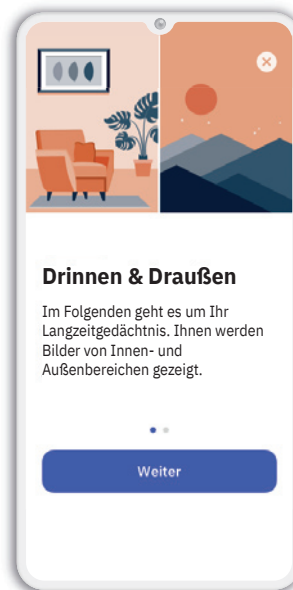 Drinnen & Draußen
Im Folgenden geht es um Ihr
Langzeitgedächtnis. Ihnen werden
Bilder von Innen- und
Außenbereichen gezeigt.
Weiter